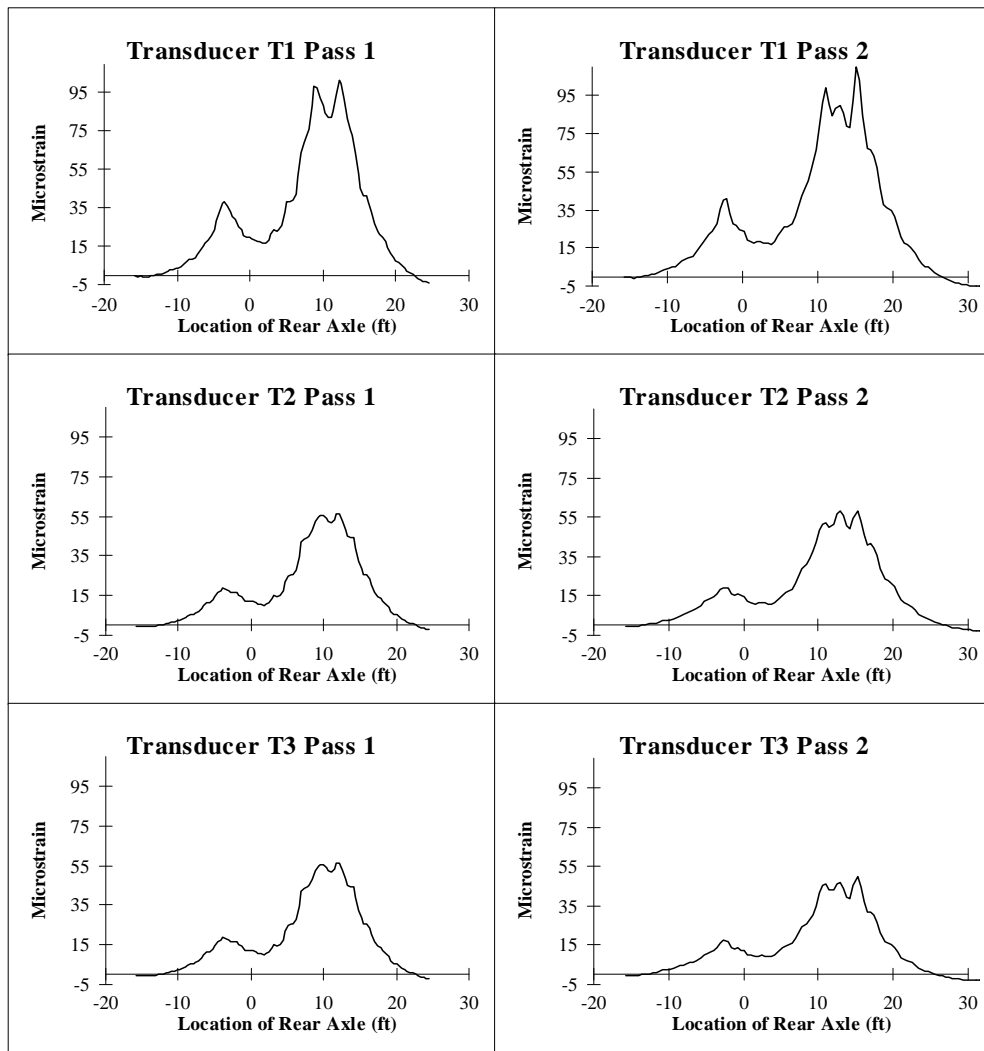 Transducer T1 Pass 1
95
75
55
35
15
-5
-20 -10 0 10 20 30
Microstrain
Location of Rear Axle (ft)
Transducer T1 Pass 2
95
75
55
35
15
-5
-20 -10 0 10 20 30
Microstrain
Location of Rear Axle (ft)
Transducer T2 Pass 1
95
75
55
35
15
-5
-20 -10 0 10 20 30
Microstrain
Location of Rear Axle (ft)
Transducer T2 Pass 2
95
75
55
35
15
-5
-20 -10 0 10 20 30
Microstrain
Location of Rear Axle (ft)
Transducer T3 Pass 1
95
75
55
35
15
-5
-20 -10 0 10 20 30
Microstrain
Location of Rear Axle (ft)
Transducer T3 Pass 2
95
75
55
35
15
-5
-20 -10 0 10 20 30
Microstrain
Location of Rear Axle (ft)